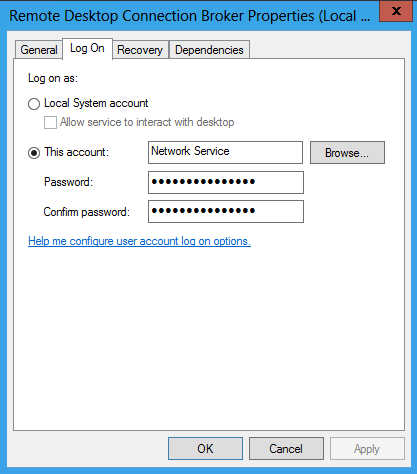 Remote Desktop Connection Broker Properties (Local ...
General Log On Recovery Dependencies
Log on as:
Local System account
Allow service to interact with desktop
This account: Network Service Browse...
Password: •••••••••••••••
Confirm password: •••••••••••••••
Help me configure user account log on options.
OK Cancel Apply